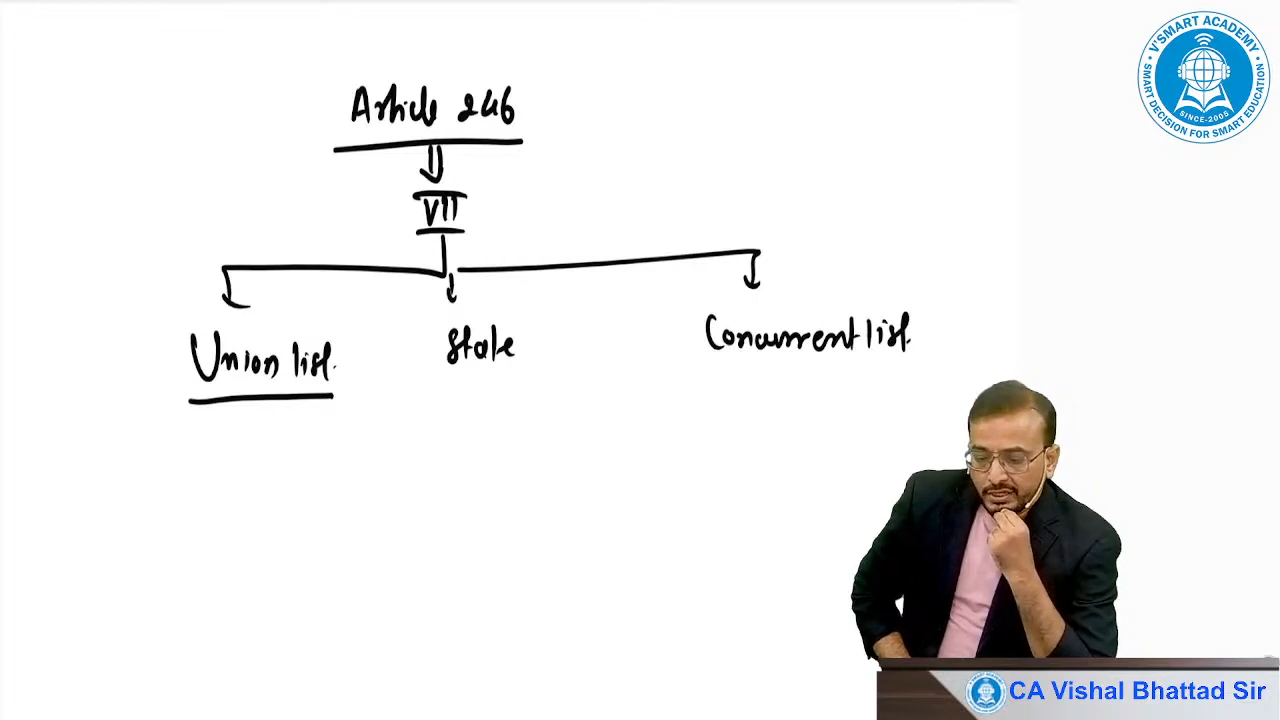 Article 246
VII
Union list.
State
Concurrent list.
V'SMART ACADEMY
SMART DECISION FOR SMART EDUCATION
SINCE-2005
CA Vishal Bhattad Sir